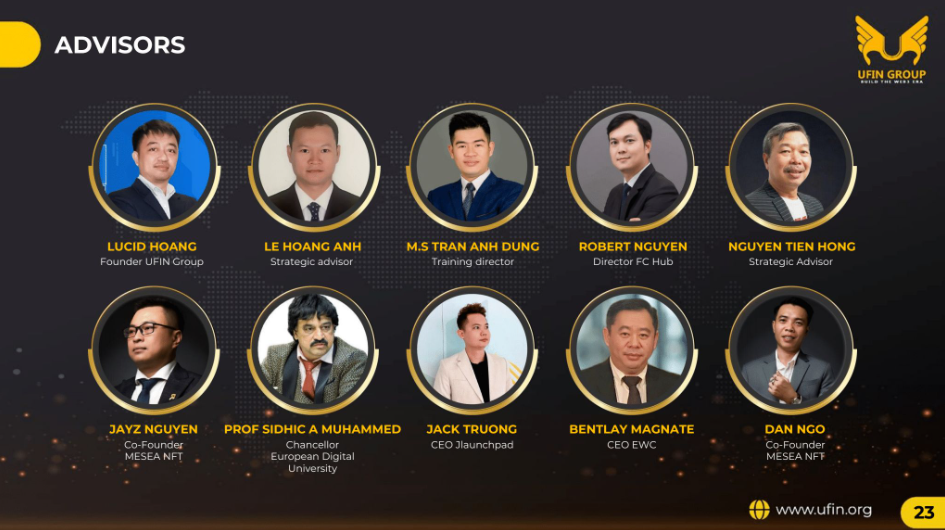 ADVISORS
UFIN GROUP
BUILD THE WEB3 ERA
LUCID HOANG
Founder UFIN Group
LE HOANG ANH
Strategic advisor
M.S TRAN ANH DUNG
Training director
ROBERT NGUYEN
Director FC Hub
NGUYEN TIEN HONG
Strategic Advisor
JAYZ NGUYEN
Co-Founder
MESEA NFT
PROF SIDHIC A MUHAMMED
Chancellor
European Digital
University
JACK TRUONG
CEO Jlaunchpad
BENTLAY MAGNATE
CEO EWC
DAN NGO
Co-Founder
MESEA NFT
www.ufin.org
23